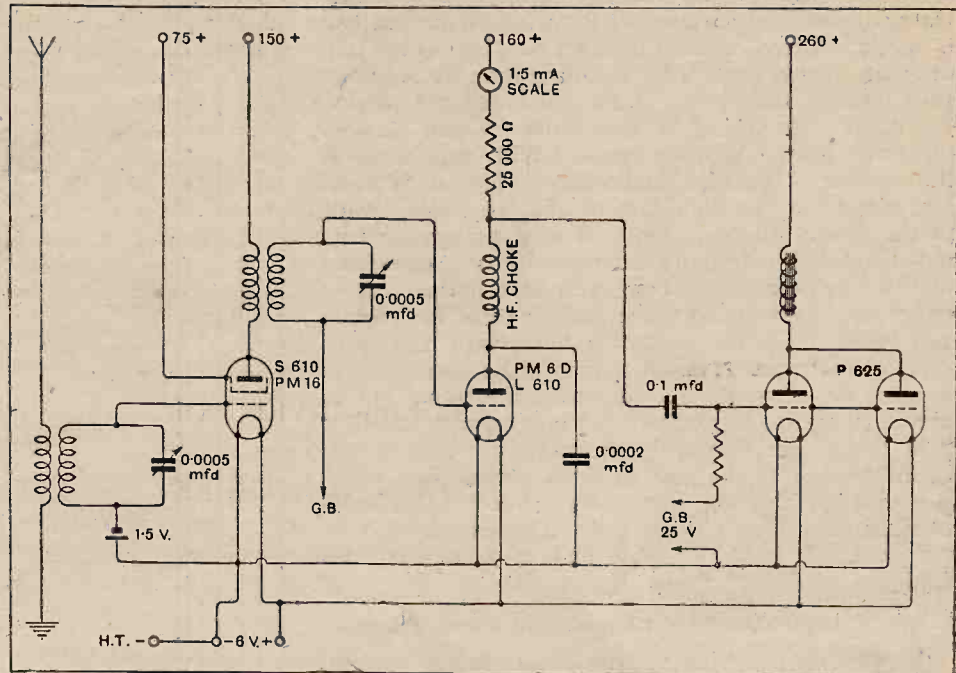 75 +
150 +
160 +
260 +
1·5 mA
SCALE
25 000 Ω
H.F. CHOKE
0·0005
mfd
S 610
PM 16
PM 6 D
L 610
P 625
0·1 mfd
0·0005
mfd
0·0002
mfd
G.B.
G.B.
25 V
1·5 V.
H.T. –
– 6 V. +